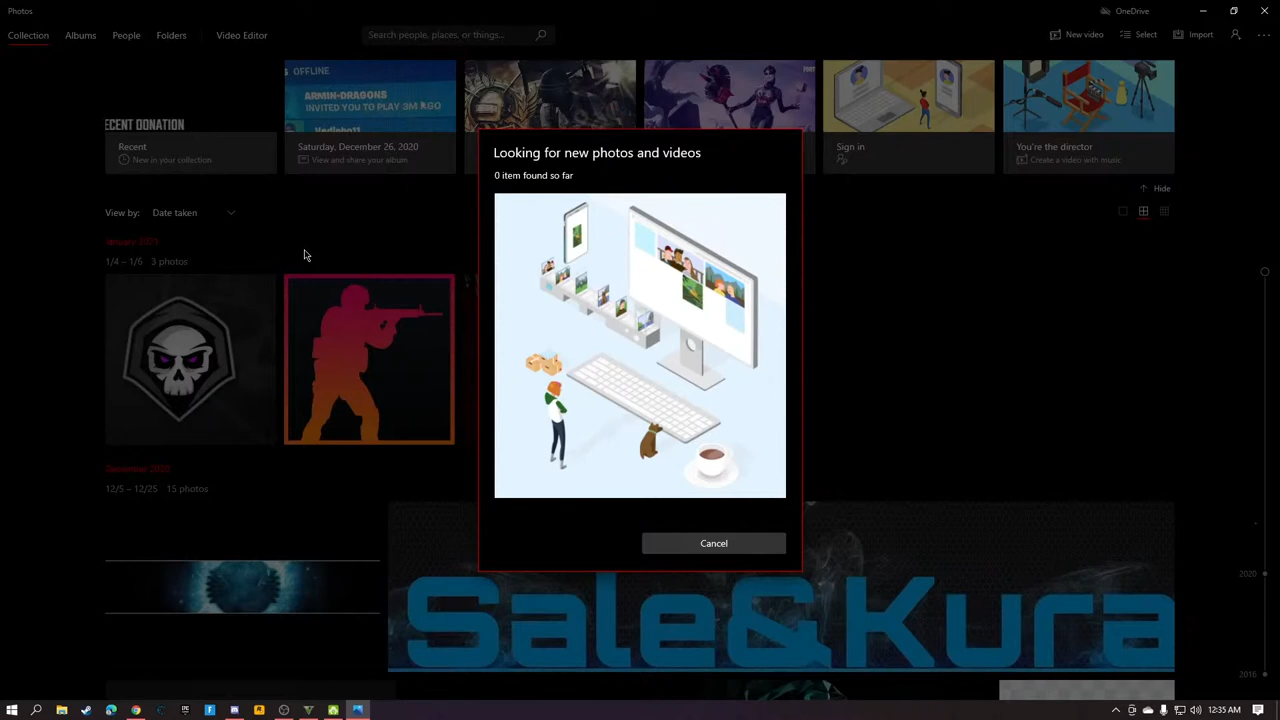 Photos
OneDrive
Collection
Albums
People
Folders
Video Editor
Search people, places, or things...
New video
Select
Import
OFFLINE
ARMIN-DRAGONS
INVITED YOU TO PLAY
ECENT DONATION
Recent
New in your collection
Saturday, December 26, 2020
View and share your album
Sign in
You're the director
Create a video with music
Looking for new photos and videos
0 item found so far
Hide
View by:
Date taken
1/4 – 1/6
3 photos
December 2020
12/5 – 12/25
15 photos
Cancel
Sale&Kura
2020
2016
12:35 AM